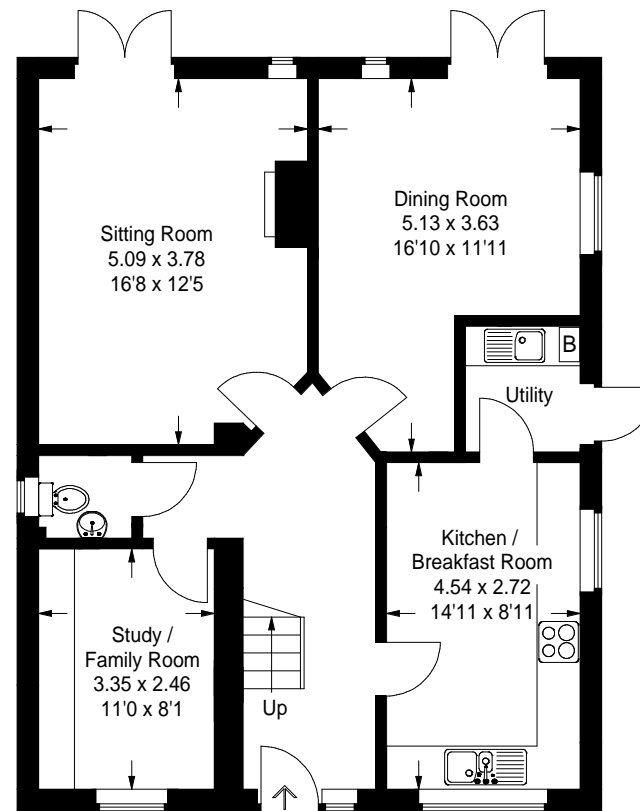 Sitting Room
5.09 x 3.78
16'8 x 12'5
Dining Room
5.13 x 3.63
16'10 x 11'11
B
Utility
Kitchen /
Breakfast Room
4.54 x 2.72
14'11 x 8'11
Study /
Family Room
3.35 x 2.46
11'0 x 8'1
Up